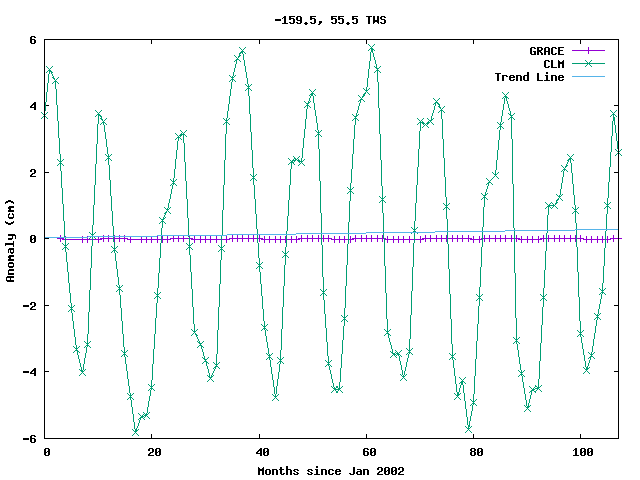 -159.5, 55.5 TWS
GRACE
CLM
Trend Line
Anomaly (cm)
6
4
2
0
-2
-4
-6
0 20 40 60 80 100
Months since Jan 2002